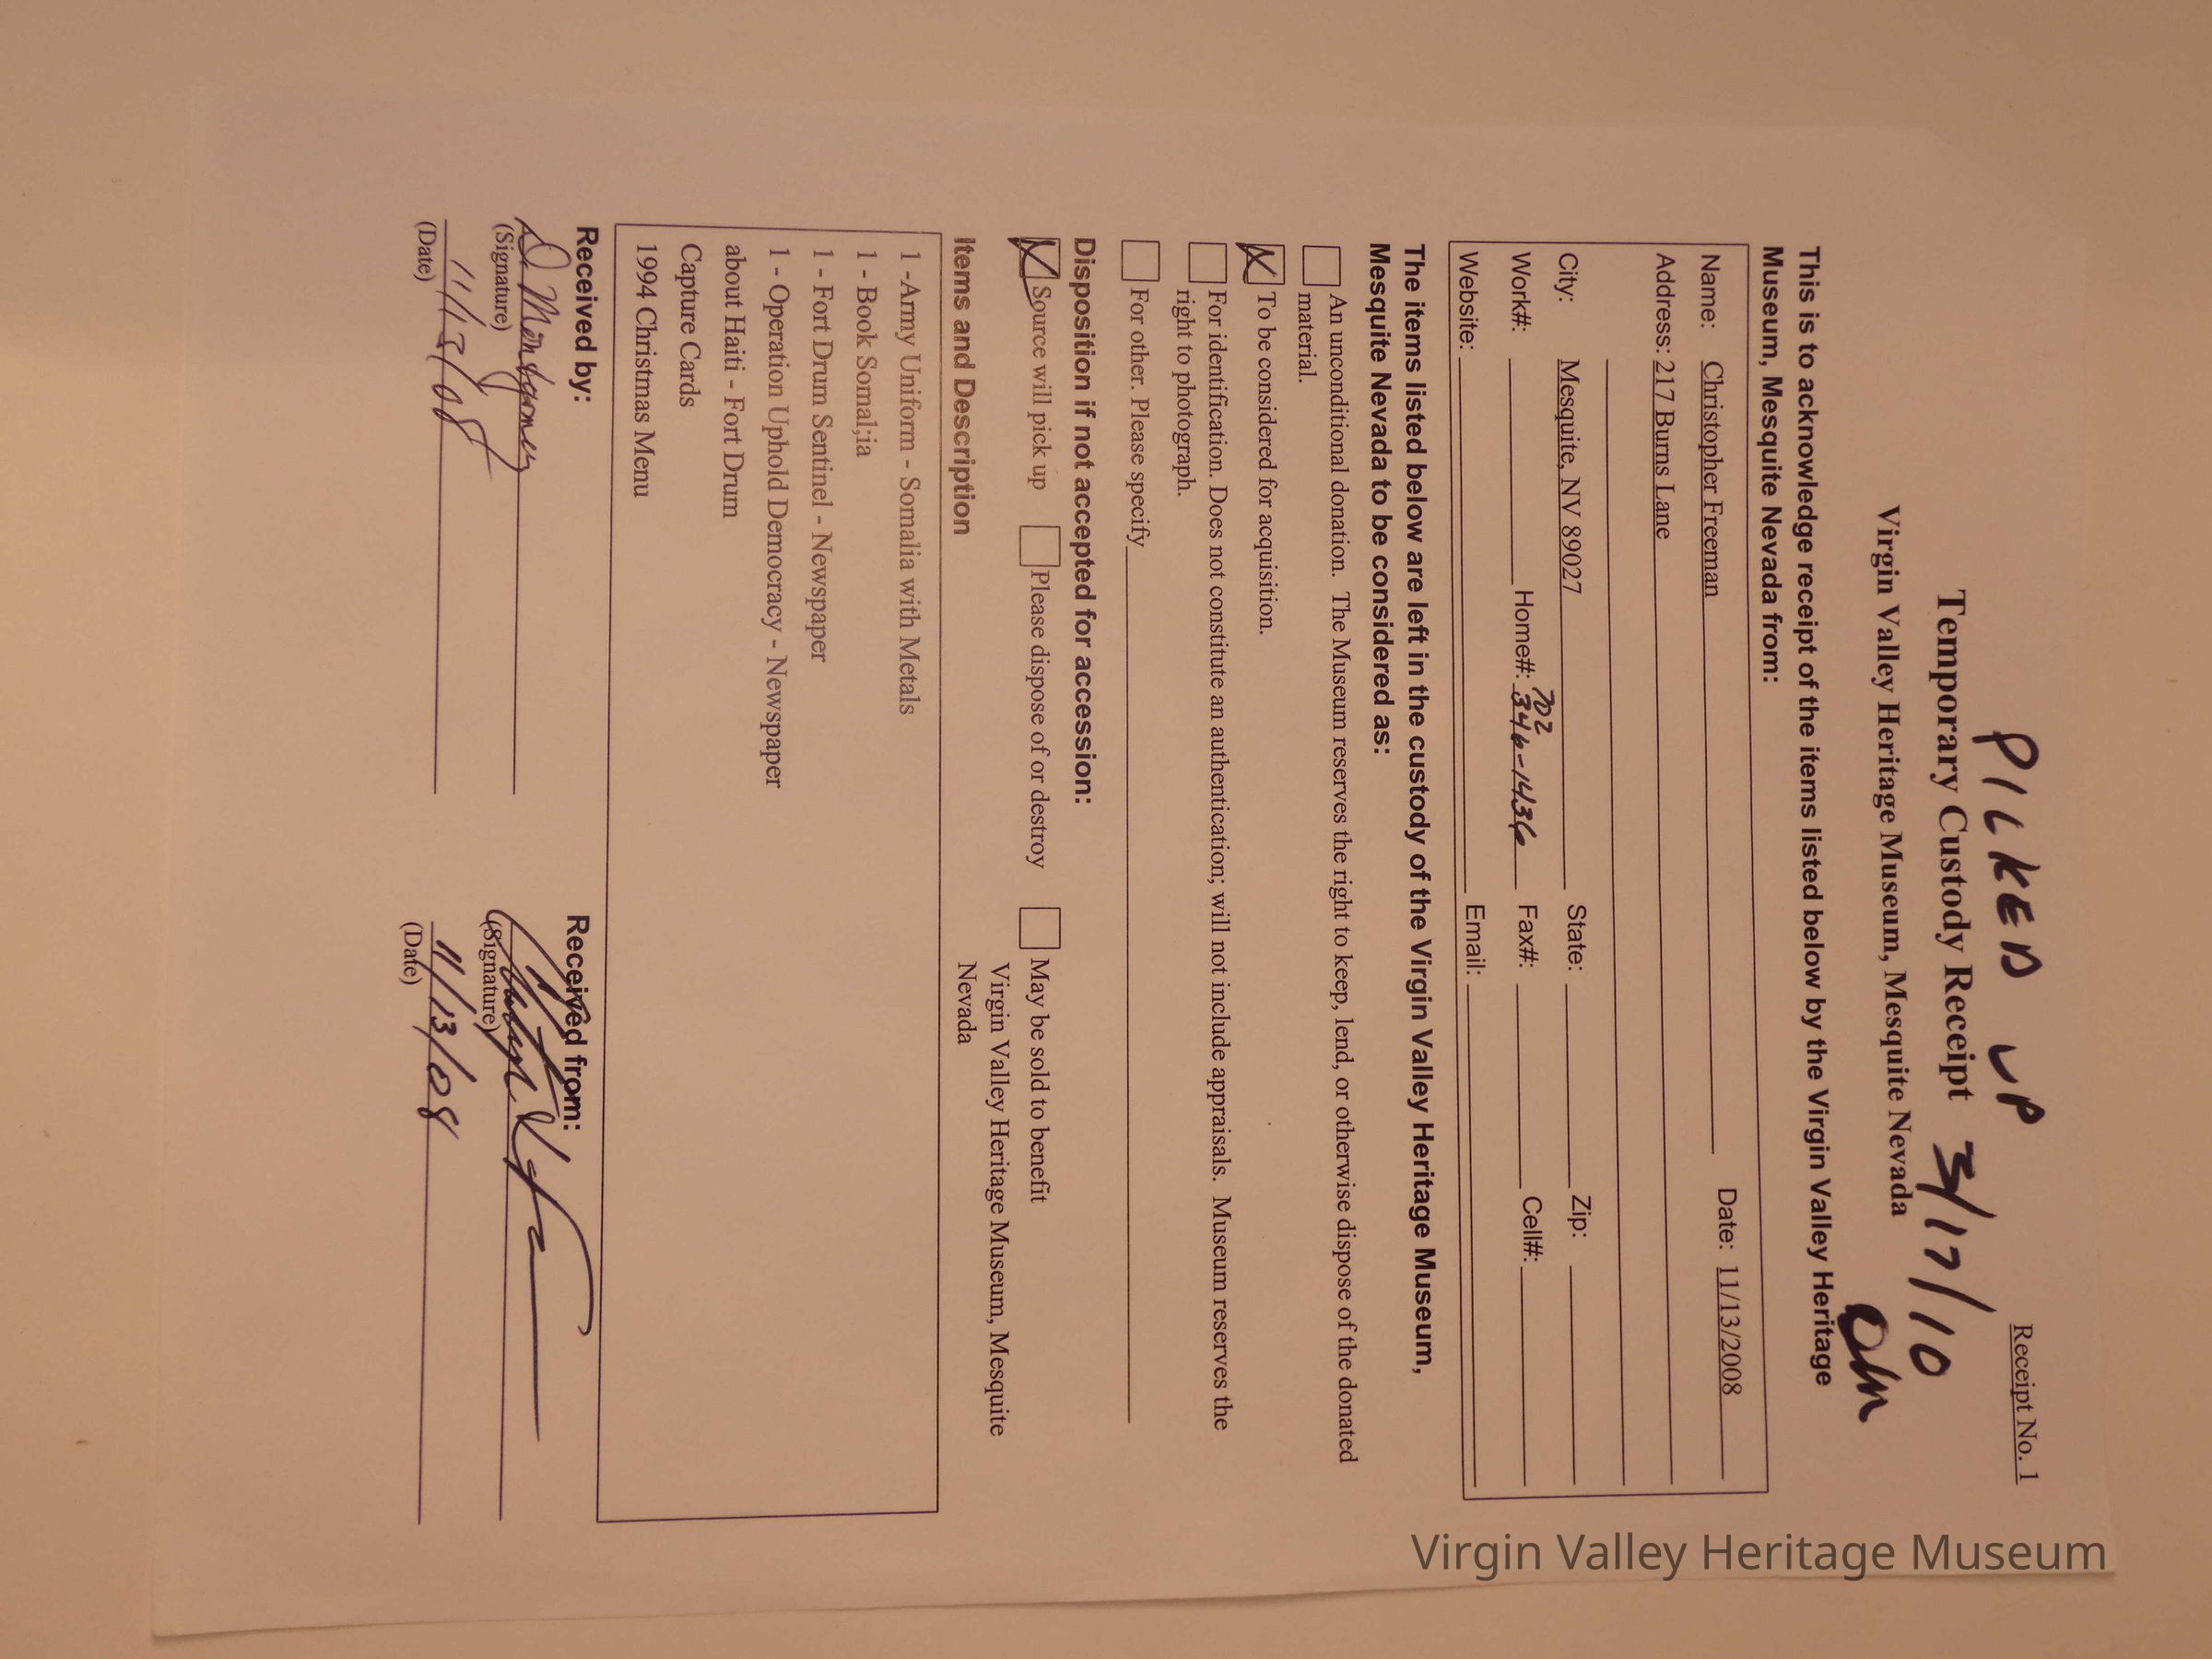 PICKED UP 3/17/10
Receipt No. 1
Temporary Custody Receipt
Virgin Valley Heritage Museum, Mesquite Nevada
This is to acknowledge receipt of the items listed below by the Virgin Valley Heritage
Museum, Mesquite Nevada from:
Name: Christopher Freeman Date: 11/13/2008
Address: 217 Burns Lane
City: Mesquite, NV 89027 State: Zip:
Work#: Home#: 702 346-1436 Fax#: Cell#:
Website: Email:
The items listed below are left in the custody of the Virgin Valley Heritage Museum,
Mesquite Nevada to be considered as:
An unconditional donation. The Museum reserves the right to keep, lend, or otherwise dispose of the donated
material.
X To be considered for acquisition.
For identification. Does not constitute an authentication; will not include appraisals. Museum reserves the
right to photograph.
For other. Please specify
Disposition if not accepted for accession:
X Source will pick up Please dispose of or destroy May be sold to benefit
Virgin Valley Heritage Museum, Mesquite
Nevada
Items and Description
1 -Army Uniform - Somalia with Metals
1 - Book Somal;ia
1 - Fort Drum Sentinel - Newspaper
1 - Operation Uphold Democracy - Newspaper
about Haiti - Fort Drum
Capture Cards
1994 Christmas Menu
Received by: Received from:
D. Montgomery
(Signature) (Signature)
11/13/08 11/13/08
(Date) (Date)
Virgin Valley Heritage Museum